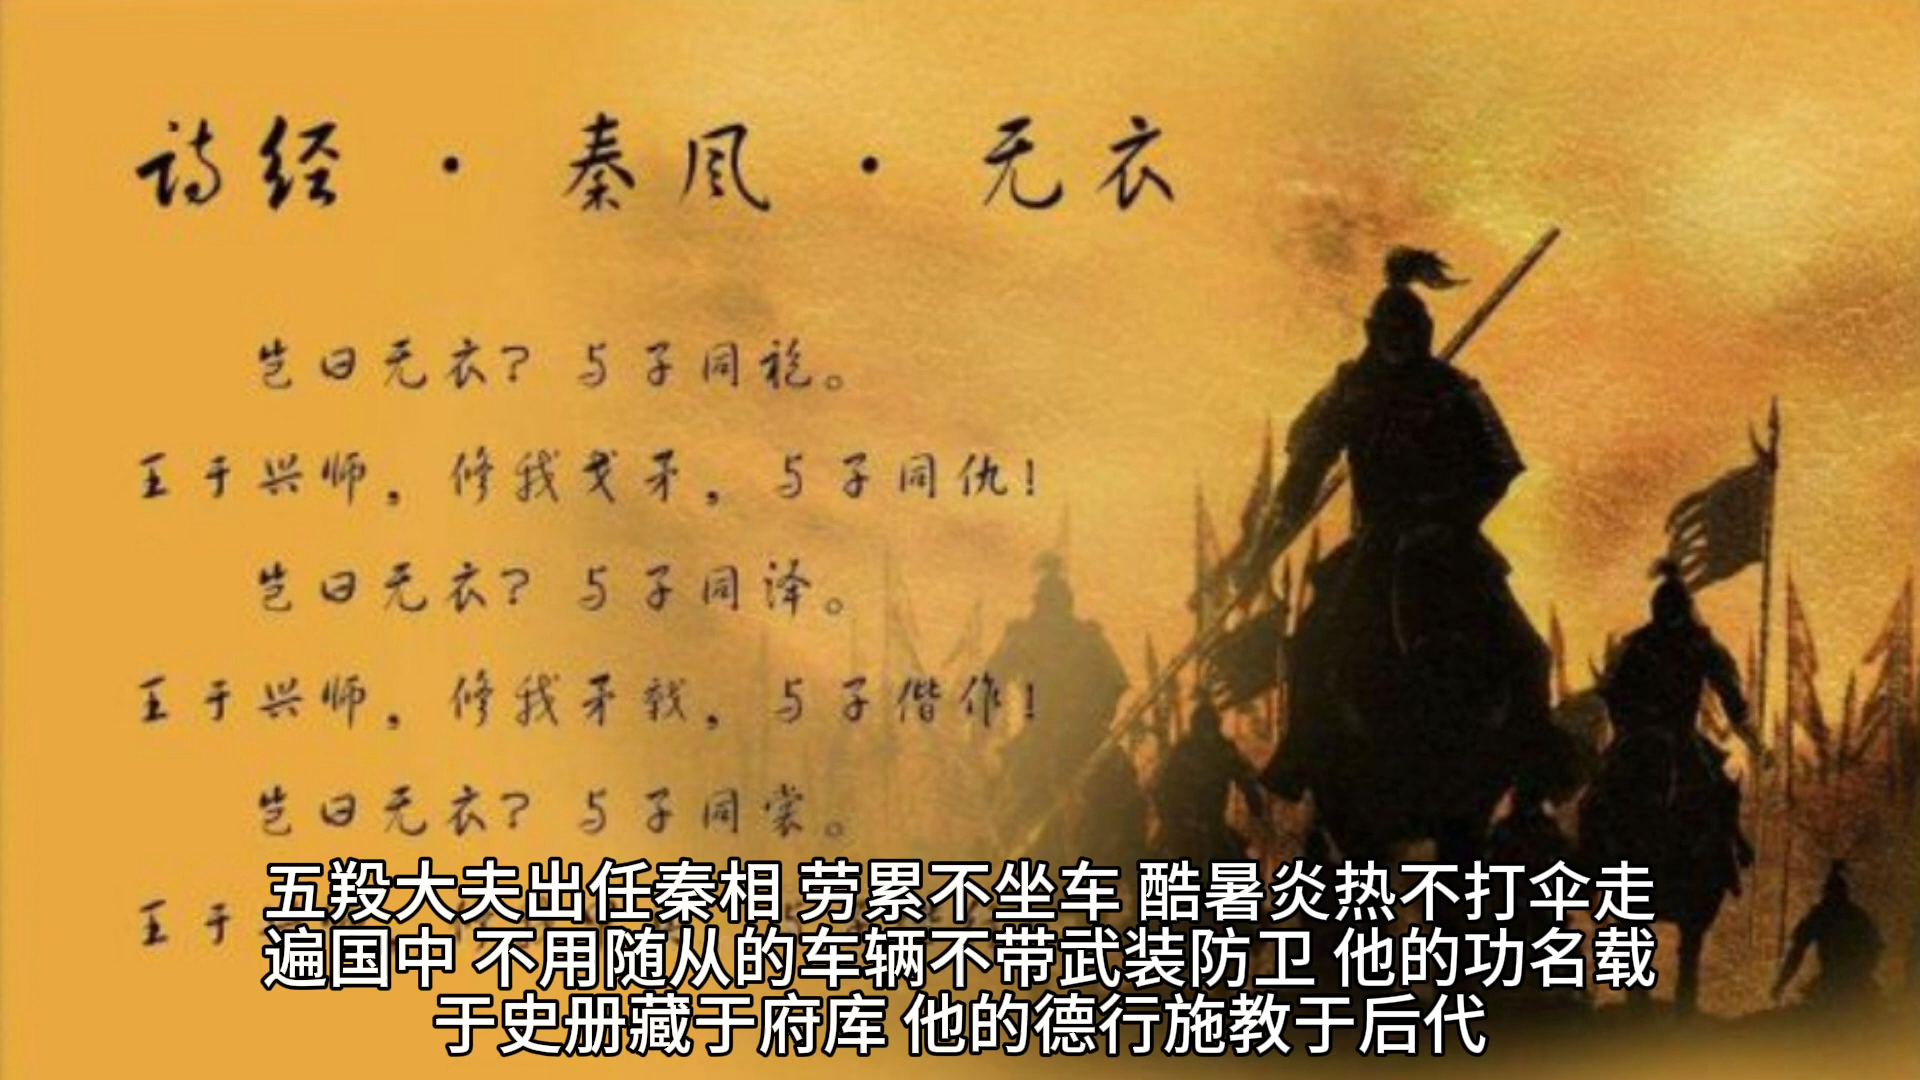 诗经·秦风·无衣
岂曰无衣？与子同袍。
王于兴师，修我戈矛，与子同仇！
岂曰无衣？与子同泽。
王于兴师，修我矛戟，与子偕作！
岂曰无衣？与子同裳。
王于
五羖大夫出任秦相 劳累不坐车 酷暑炎热不打伞走
遍国中 不用随从的车辆不带武装防卫 他的功名载
于史册藏于府库 他的德行施教于后代